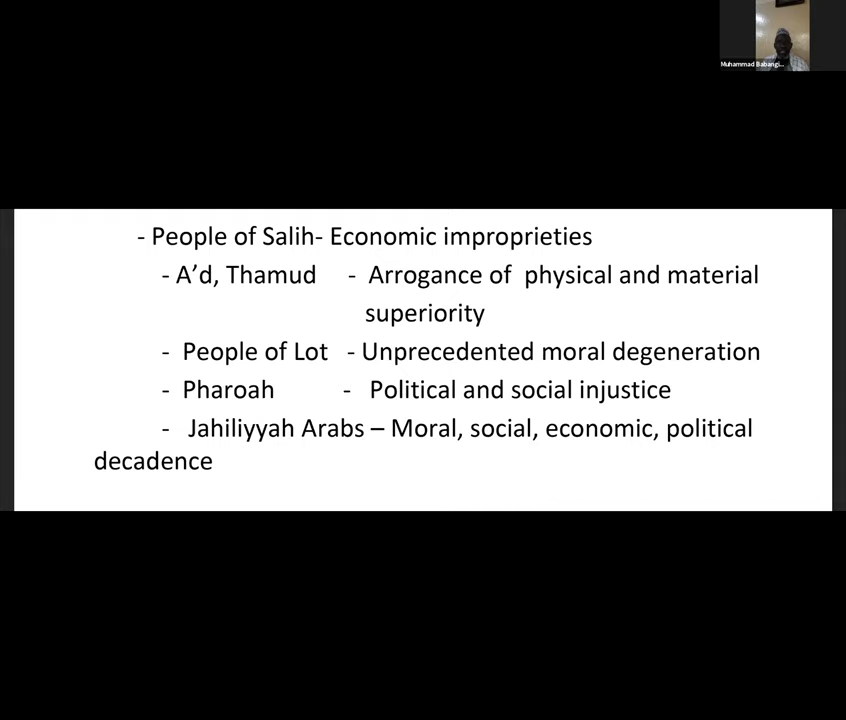 Muhammad Babangi...
- People of Salih- Economic improprieties
- A’d, Thamud - Arrogance of physical and material
superiority
- People of Lot - Unprecedented moral degeneration
- Pharoah - Political and social injustice
- Jahiliyyah Arabs – Moral, social, economic, political
decadence